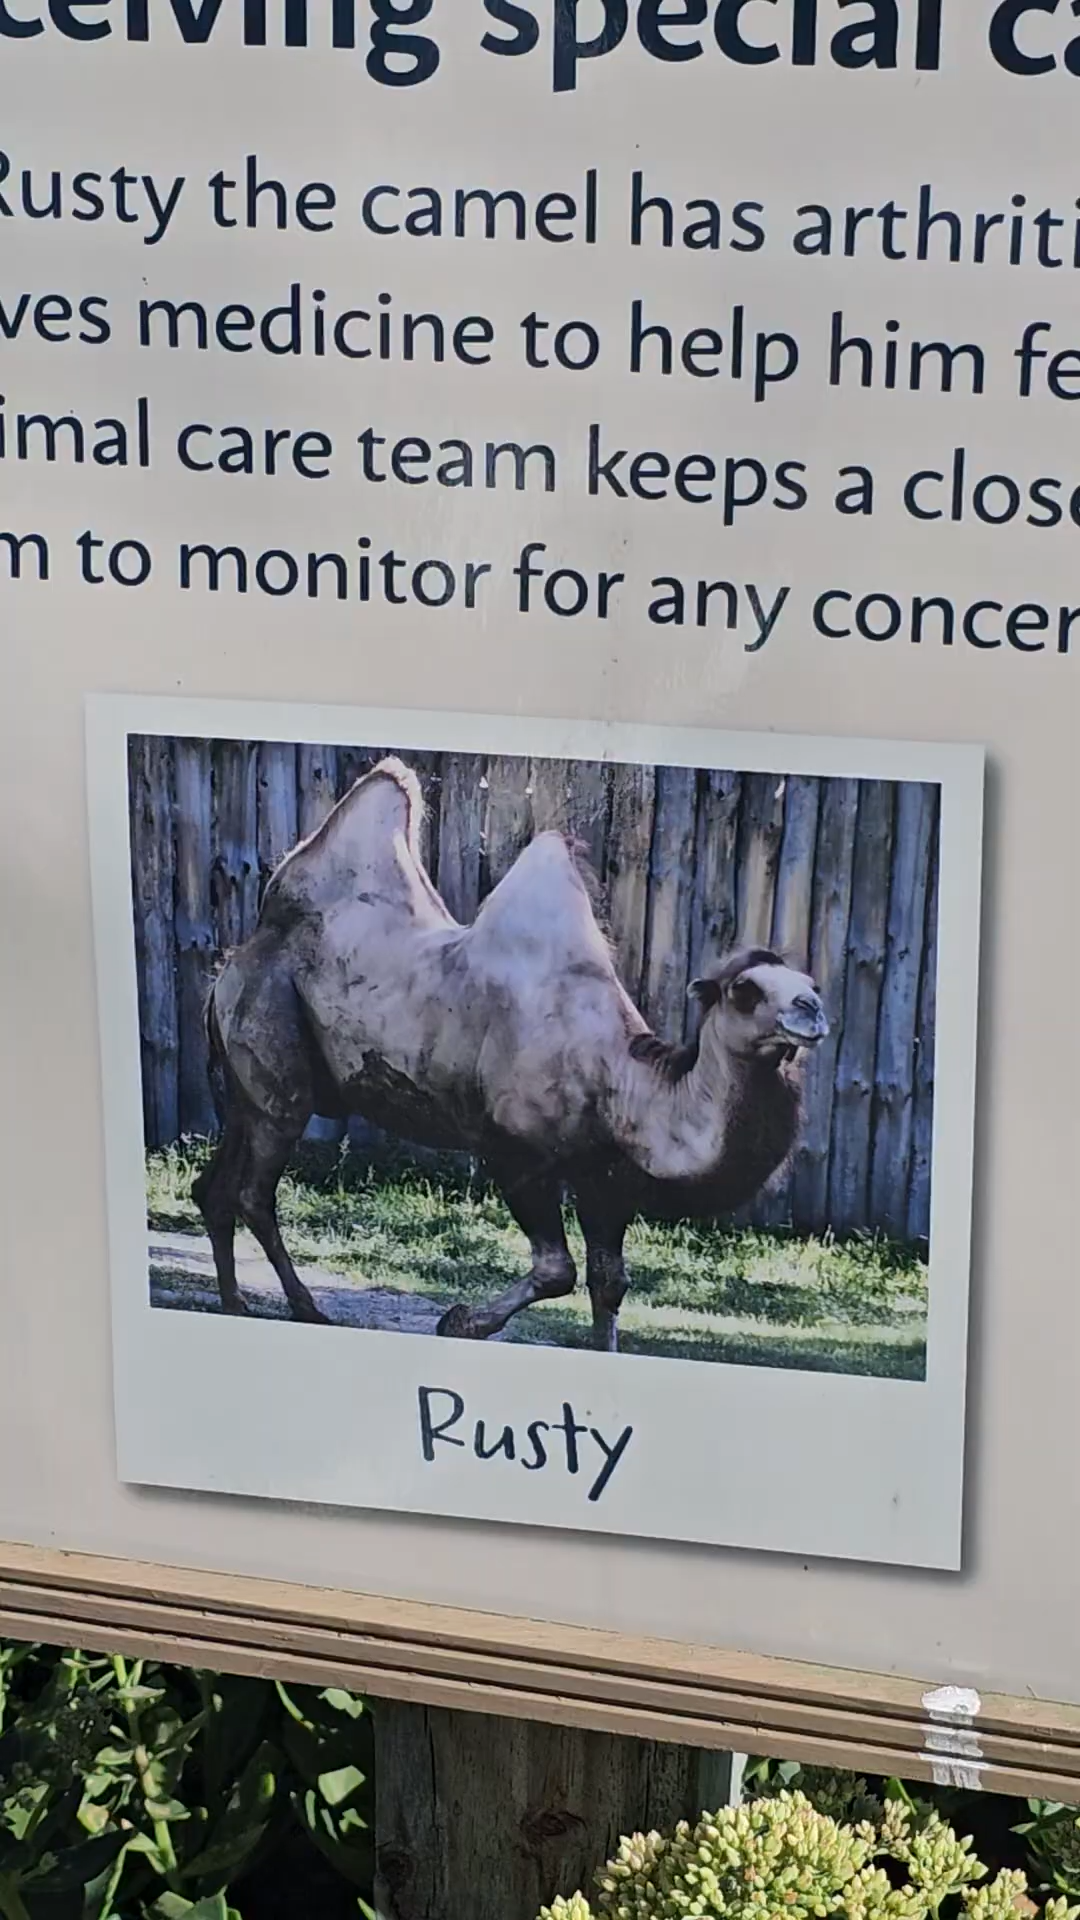 ceiving special ca
Rusty the camel has arthriti
ves medicine to help him fe
imal care team keeps a close
m to monitor for any concer
Rusty